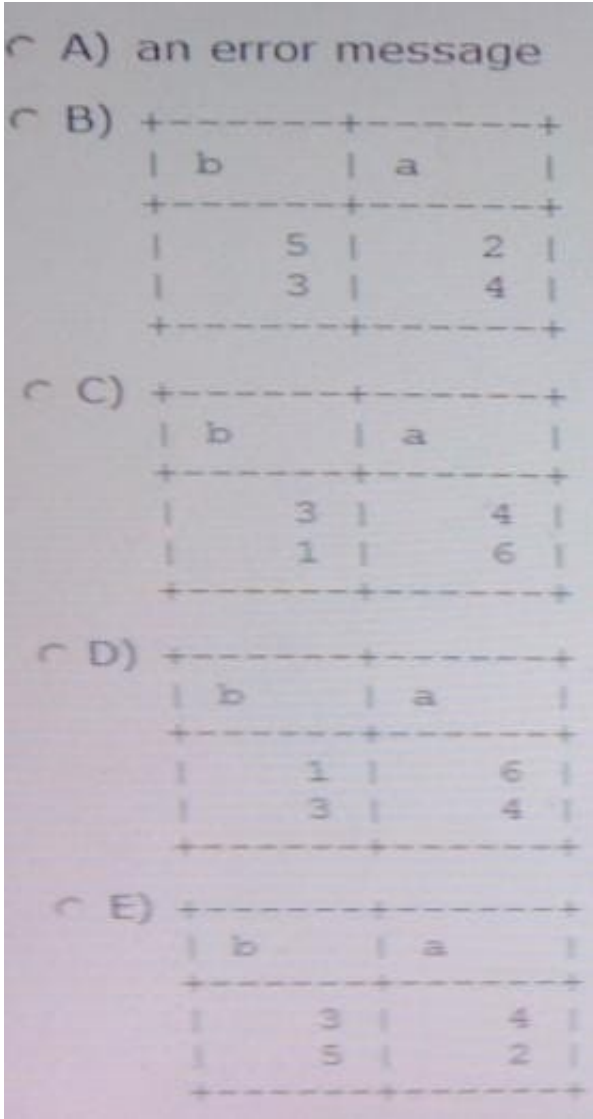 A) an error message
B) +-------+-------+
| b | a |
+-------+-------+
| 5 | 2 |
| 3 | 4 |
+-------+-------+
C) +-------+-------+
| b | a |
+-------+-------+
| 3 | 4 |
| 1 | 6 |
+-------+-------+
D) +-------+-------+
| b | a |
+-------+-------+
| 1 | 6 |
| 3 | 4 |
+-------+-------+
E) +-------+-------+
| b | a |
+-------+-------+
| 3 | 4 |
| 5 | 2 |
+-------+-------+